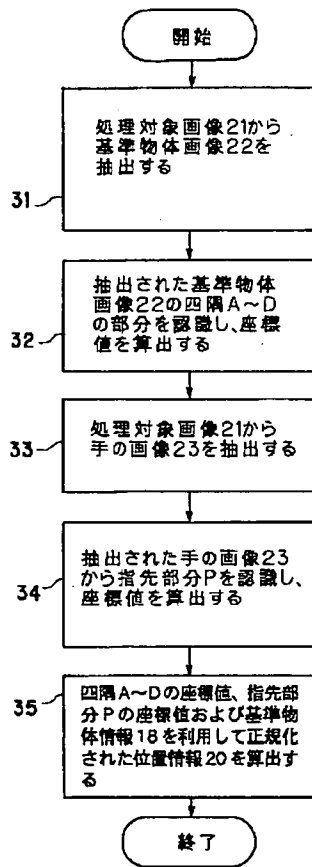 開始
処理対象画像21から
基準物体画像22を
抽出する
31
抽出された基準物体
画像22の四隅A～D
の部分を認識し、座標
値を算出する
32
処理対象画像21から
手の画像23を抽出する
33
抽出された手の画像23
から指先部分Pを認識し、
座標値を算出する
34
四隅A～Dの座標値、指先部
分Pの座標値および基準物
体情報18を利用して正規化
された位置情報20を算出す
る
35
終了